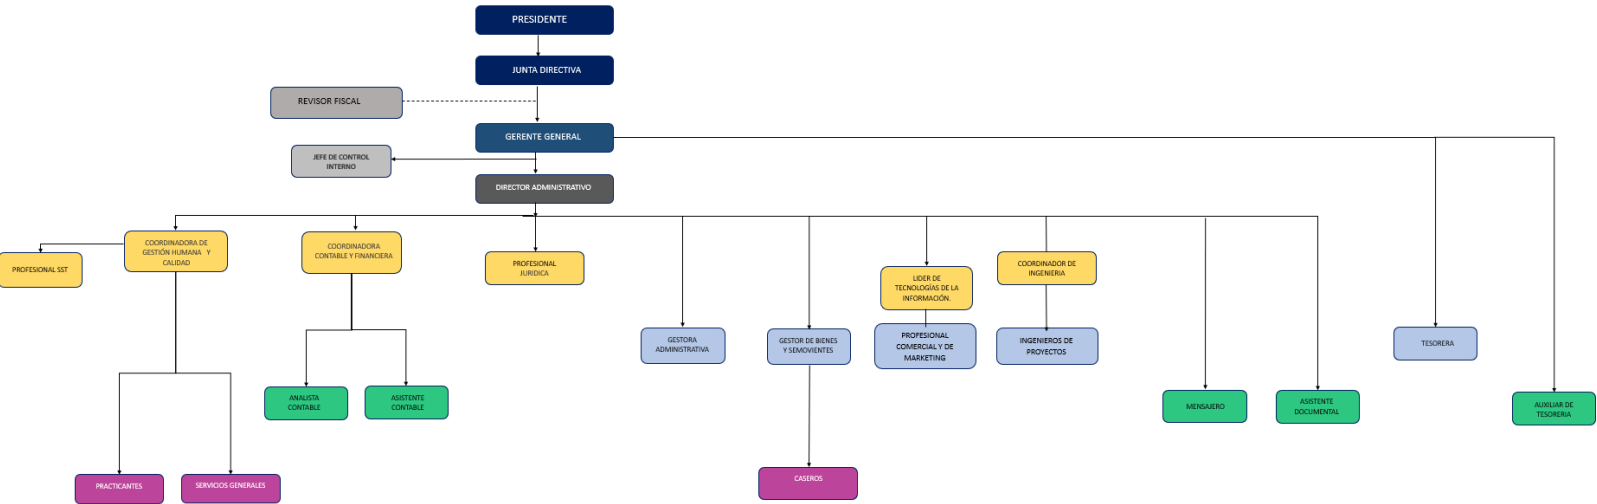 PRESIDENTE
JUNTA DIRECTIVA
REVISOR FISCAL
GERENTE GENERAL
JEFE DE CONTROL
INTERNO
DIRECTOR ADMINISTRATIVO
PROFESIONAL SST
COORDINADORA DE
GESTIÓN HUMANA Y
CALIDAD
COORDINADORA
CONTABLE Y FINANCIERA
PROFESIONAL
JURIDICA
LIDER DE
TECNOLOGÍAS DE LA
INFORMACIÓN.
COORDINADOR DE
INGENIERIA
GESTORA
ADMINISTRATIVA
GESTOR DE BIENES
Y SEMOVIENTES
PROFESIONAL
COMERCIAL Y DE
MARKETING
INGENIEROS DE
PROYECTOS
TESORERA
ANALISTA
CONTABLE
ASISTENTE
CONTABLE
MENSAJERO
ASISTENTE
DOCUMENTAL
AUXILIAR DE
TESORERIA
PRACTICANTES
SERVICIOS GENERALES
CASEROS